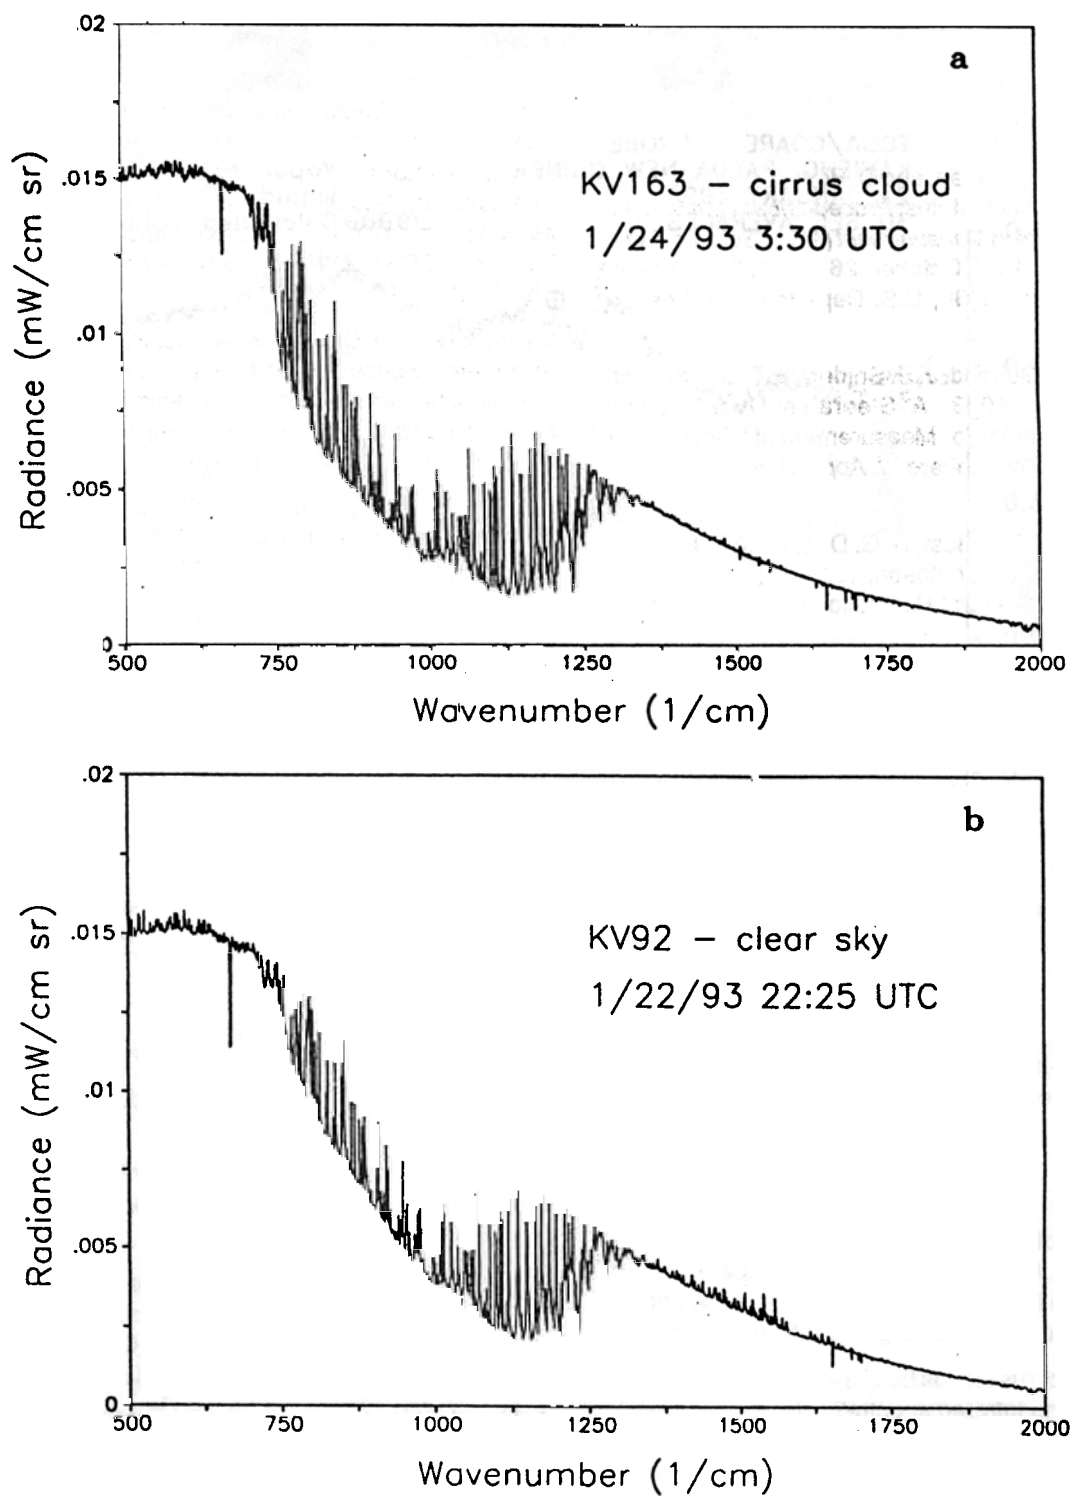 .02
a
.015
KV163 – cirrus cloud
1/24/93 3:30 UTC
.01
.005
0
Radiance (mW/cm sr)
500 750 1000 1250 1500 1750 2000
Wavenumber (1/cm)
.02
b
.015
KV92 – clear sky
1/22/93 22:25 UTC
.01
.005
0
Radiance (mW/cm sr)
500 750 1000 1250 1500 1750 2000
Wavenumber (1/cm)